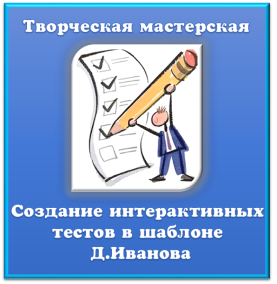 Творческая мастерская
Создание интерактивных
тестов в шаблоне
Д.Иванова